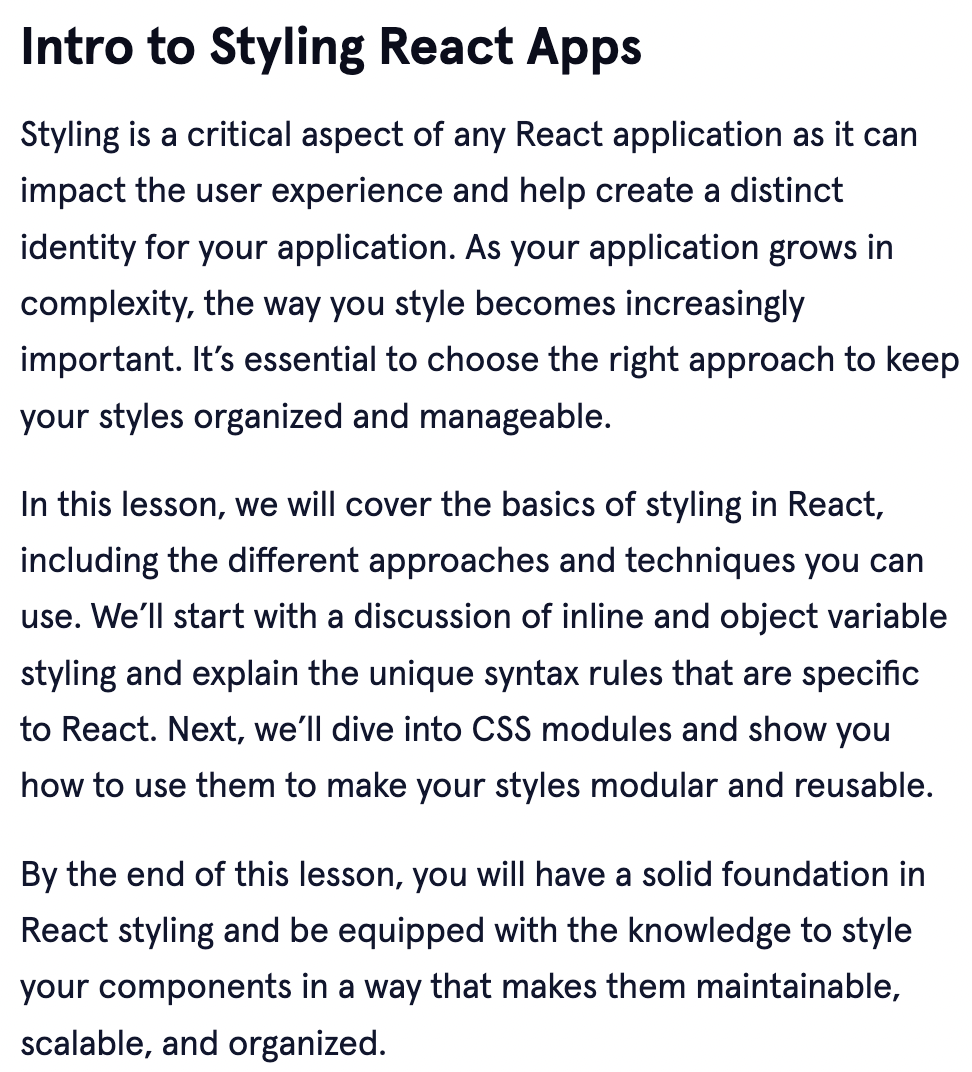 Intro to Styling React Apps
Styling is a critical aspect of any React application as it can
impact the user experience and help create a distinct
identity for your application. As your application grows in
complexity, the way you style becomes increasingly
important. It’s essential to choose the right approach to keep
your styles organized and manageable.
In this lesson, we will cover the basics of styling in React,
including the different approaches and techniques you can
use. We’ll start with a discussion of inline and object variable
styling and explain the unique syntax rules that are specific
to React. Next, we’ll dive into CSS modules and show you
how to use them to make your styles modular and reusable.
By the end of this lesson, you will have a solid foundation in
React styling and be equipped with the knowledge to style
your components in a way that makes them maintainable,
scalable, and organized.